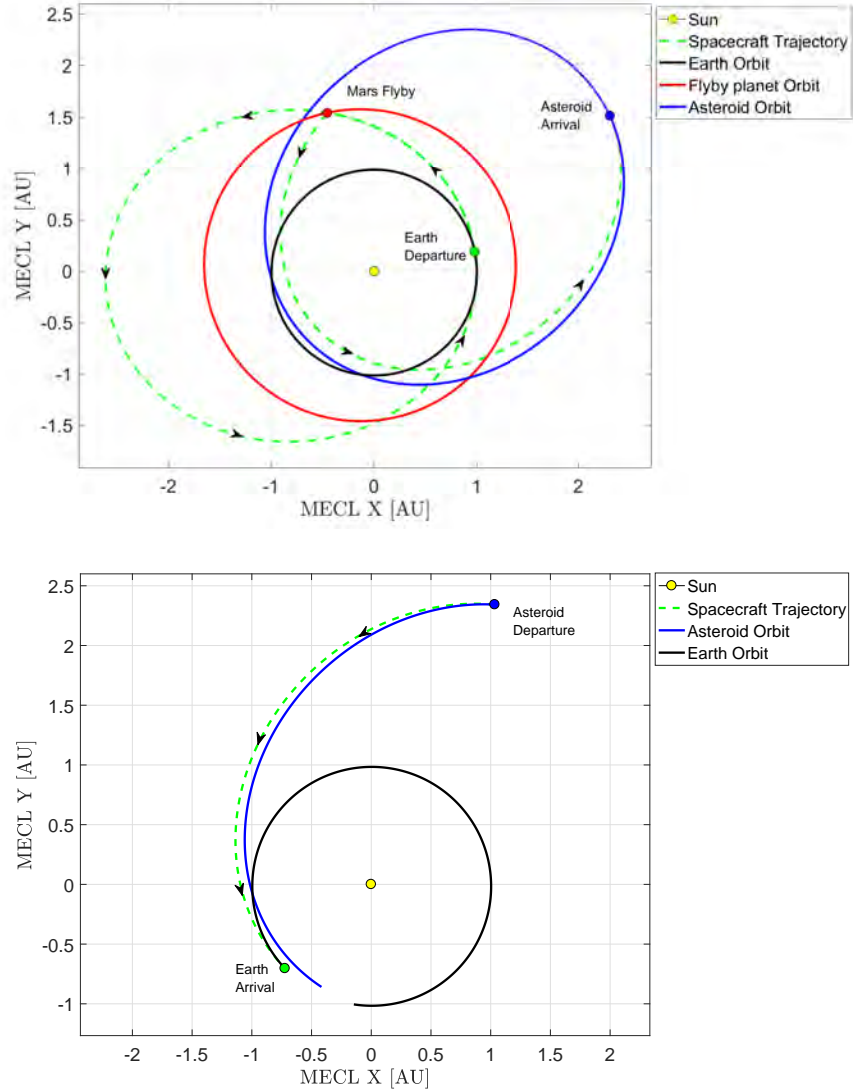 2.5
2
1.5
1
0.5
0
-0.5
-1
-1.5
-2
-1
0
1
2
MECL Y [AU]
MECL X [AU]
Mars Flyby
Asteroid
Arrival
Earth
Departure
Sun
Spacecraft Trajectory
Earth Orbit
Flyby planet Orbit
Asteroid Orbit
2.5
2
1.5
1
0.5
0
-0.5
-1
-2
-1.5
-1
-0.5
0
0.5
1
1.5
2
MECL Y [AU]
MECL X [AU]
Asteroid
Departure
Earth
Arrival
Sun
Spacecraft Trajectory
Asteroid Orbit
Earth Orbit